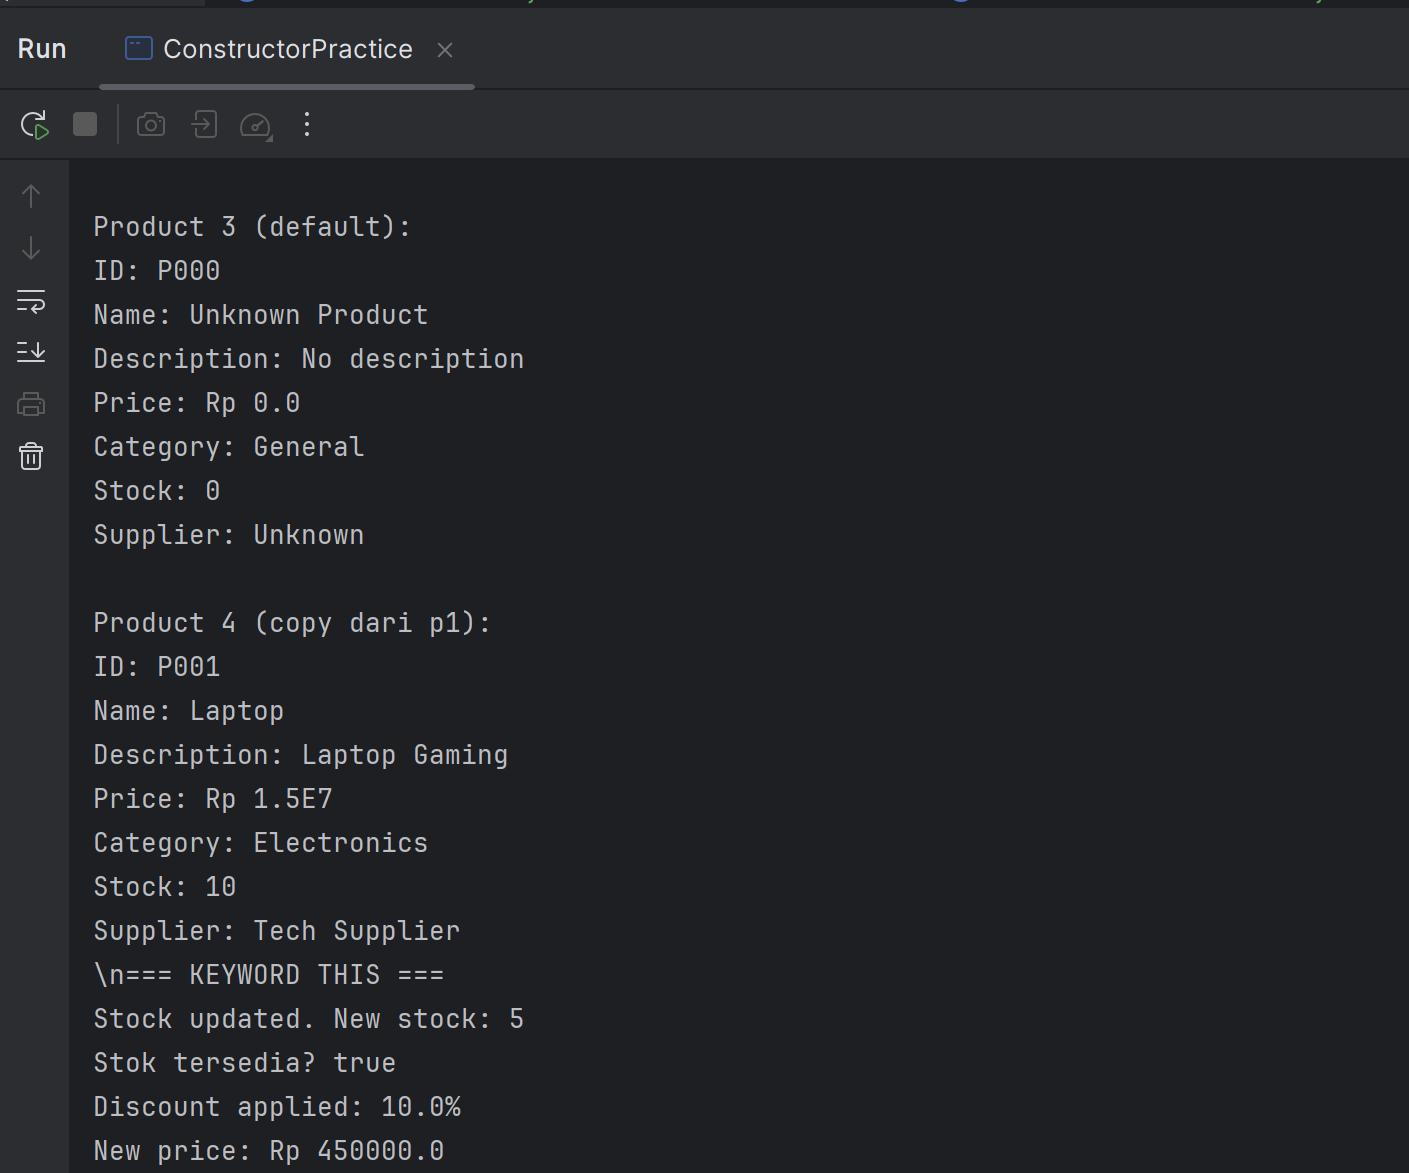 Run
ConstructorPractice
Product 3 (default):
ID: P000
Name: Unknown Product
Description: No description
Price: Rp 0.0
Category: General
Stock: 0
Supplier: Unknown
Product 4 (copy dari p1):
ID: P001
Name: Laptop
Description: Laptop Gaming
Price: Rp 1.5E7
Category: Electronics
Stock: 10
Supplier: Tech Supplier
\n=== KEYWORD THIS ===
Stock updated. New stock: 5
Stok tersedia? true
Discount applied: 10.0%
New price: Rp 450000.0